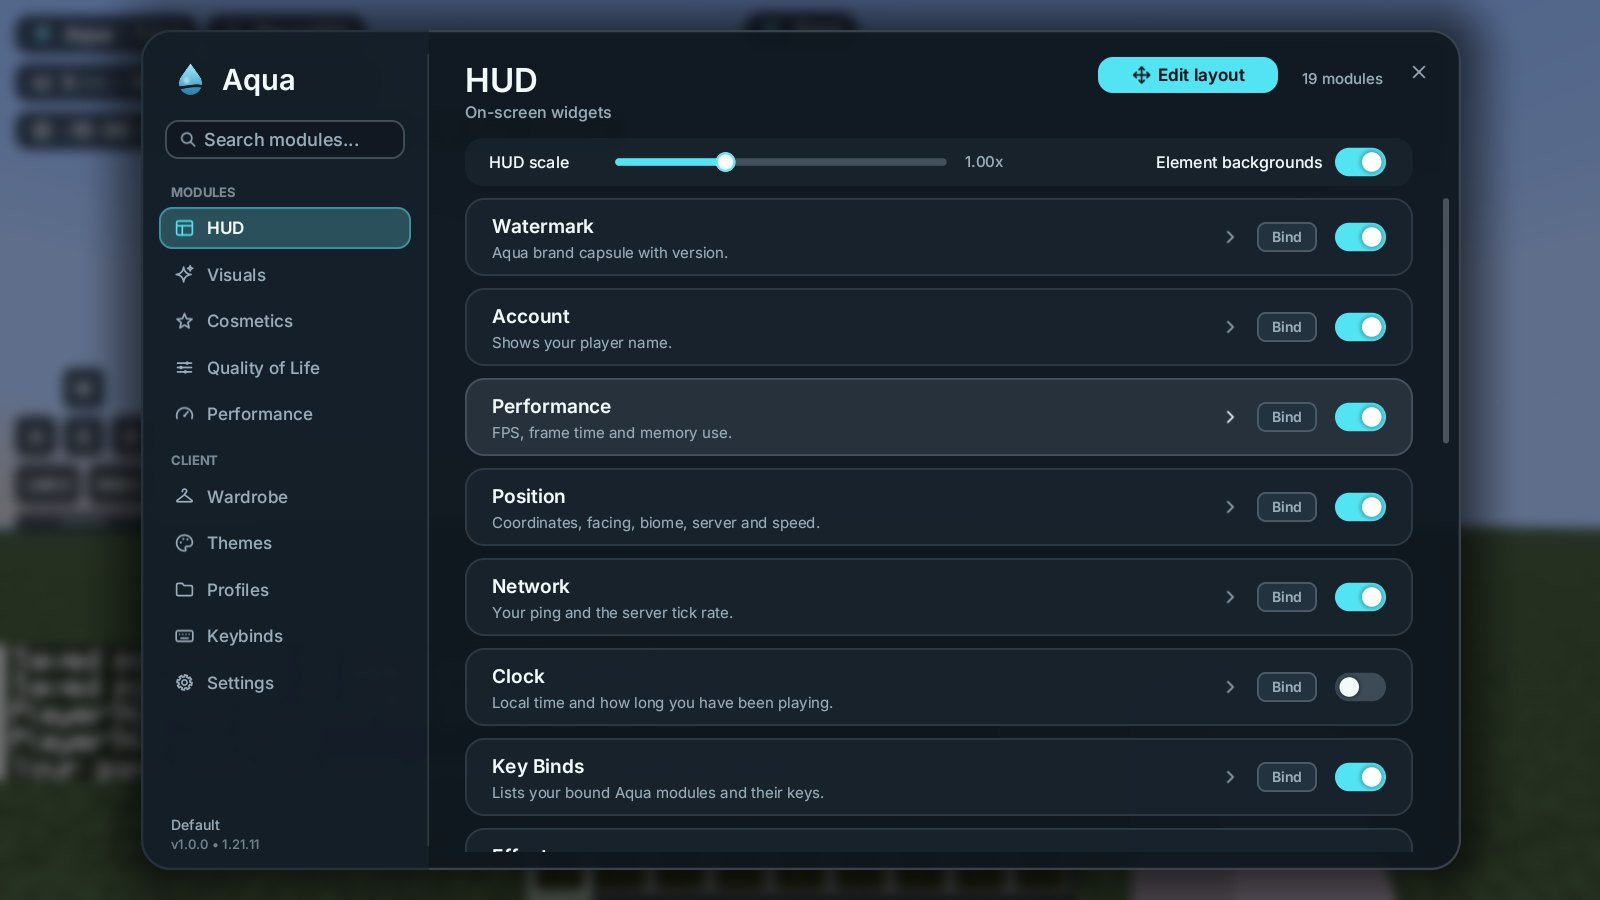 Aqua
Search modules...
MODULES
HUD
Visuals
Cosmetics
Quality of Life
Performance
CLIENT
Wardrobe
Themes
Profiles
Keybinds
Settings
Default
v1.0.0 • 1.21.11
HUD
On-screen widgets
Edit layout
19 modules
HUD scale
1.00x
Element backgrounds
Watermark
Aqua brand capsule with version.
Bind
Account
Shows your player name.
Bind
Performance
FPS, frame time and memory use.
Bind
Position
Coordinates, facing, biome, server and speed.
Bind
Network
Your ping and the server tick rate.
Bind
Clock
Local time and how long you have been playing.
Bind
Key Binds
Lists your bound Aqua modules and their keys.
Bind